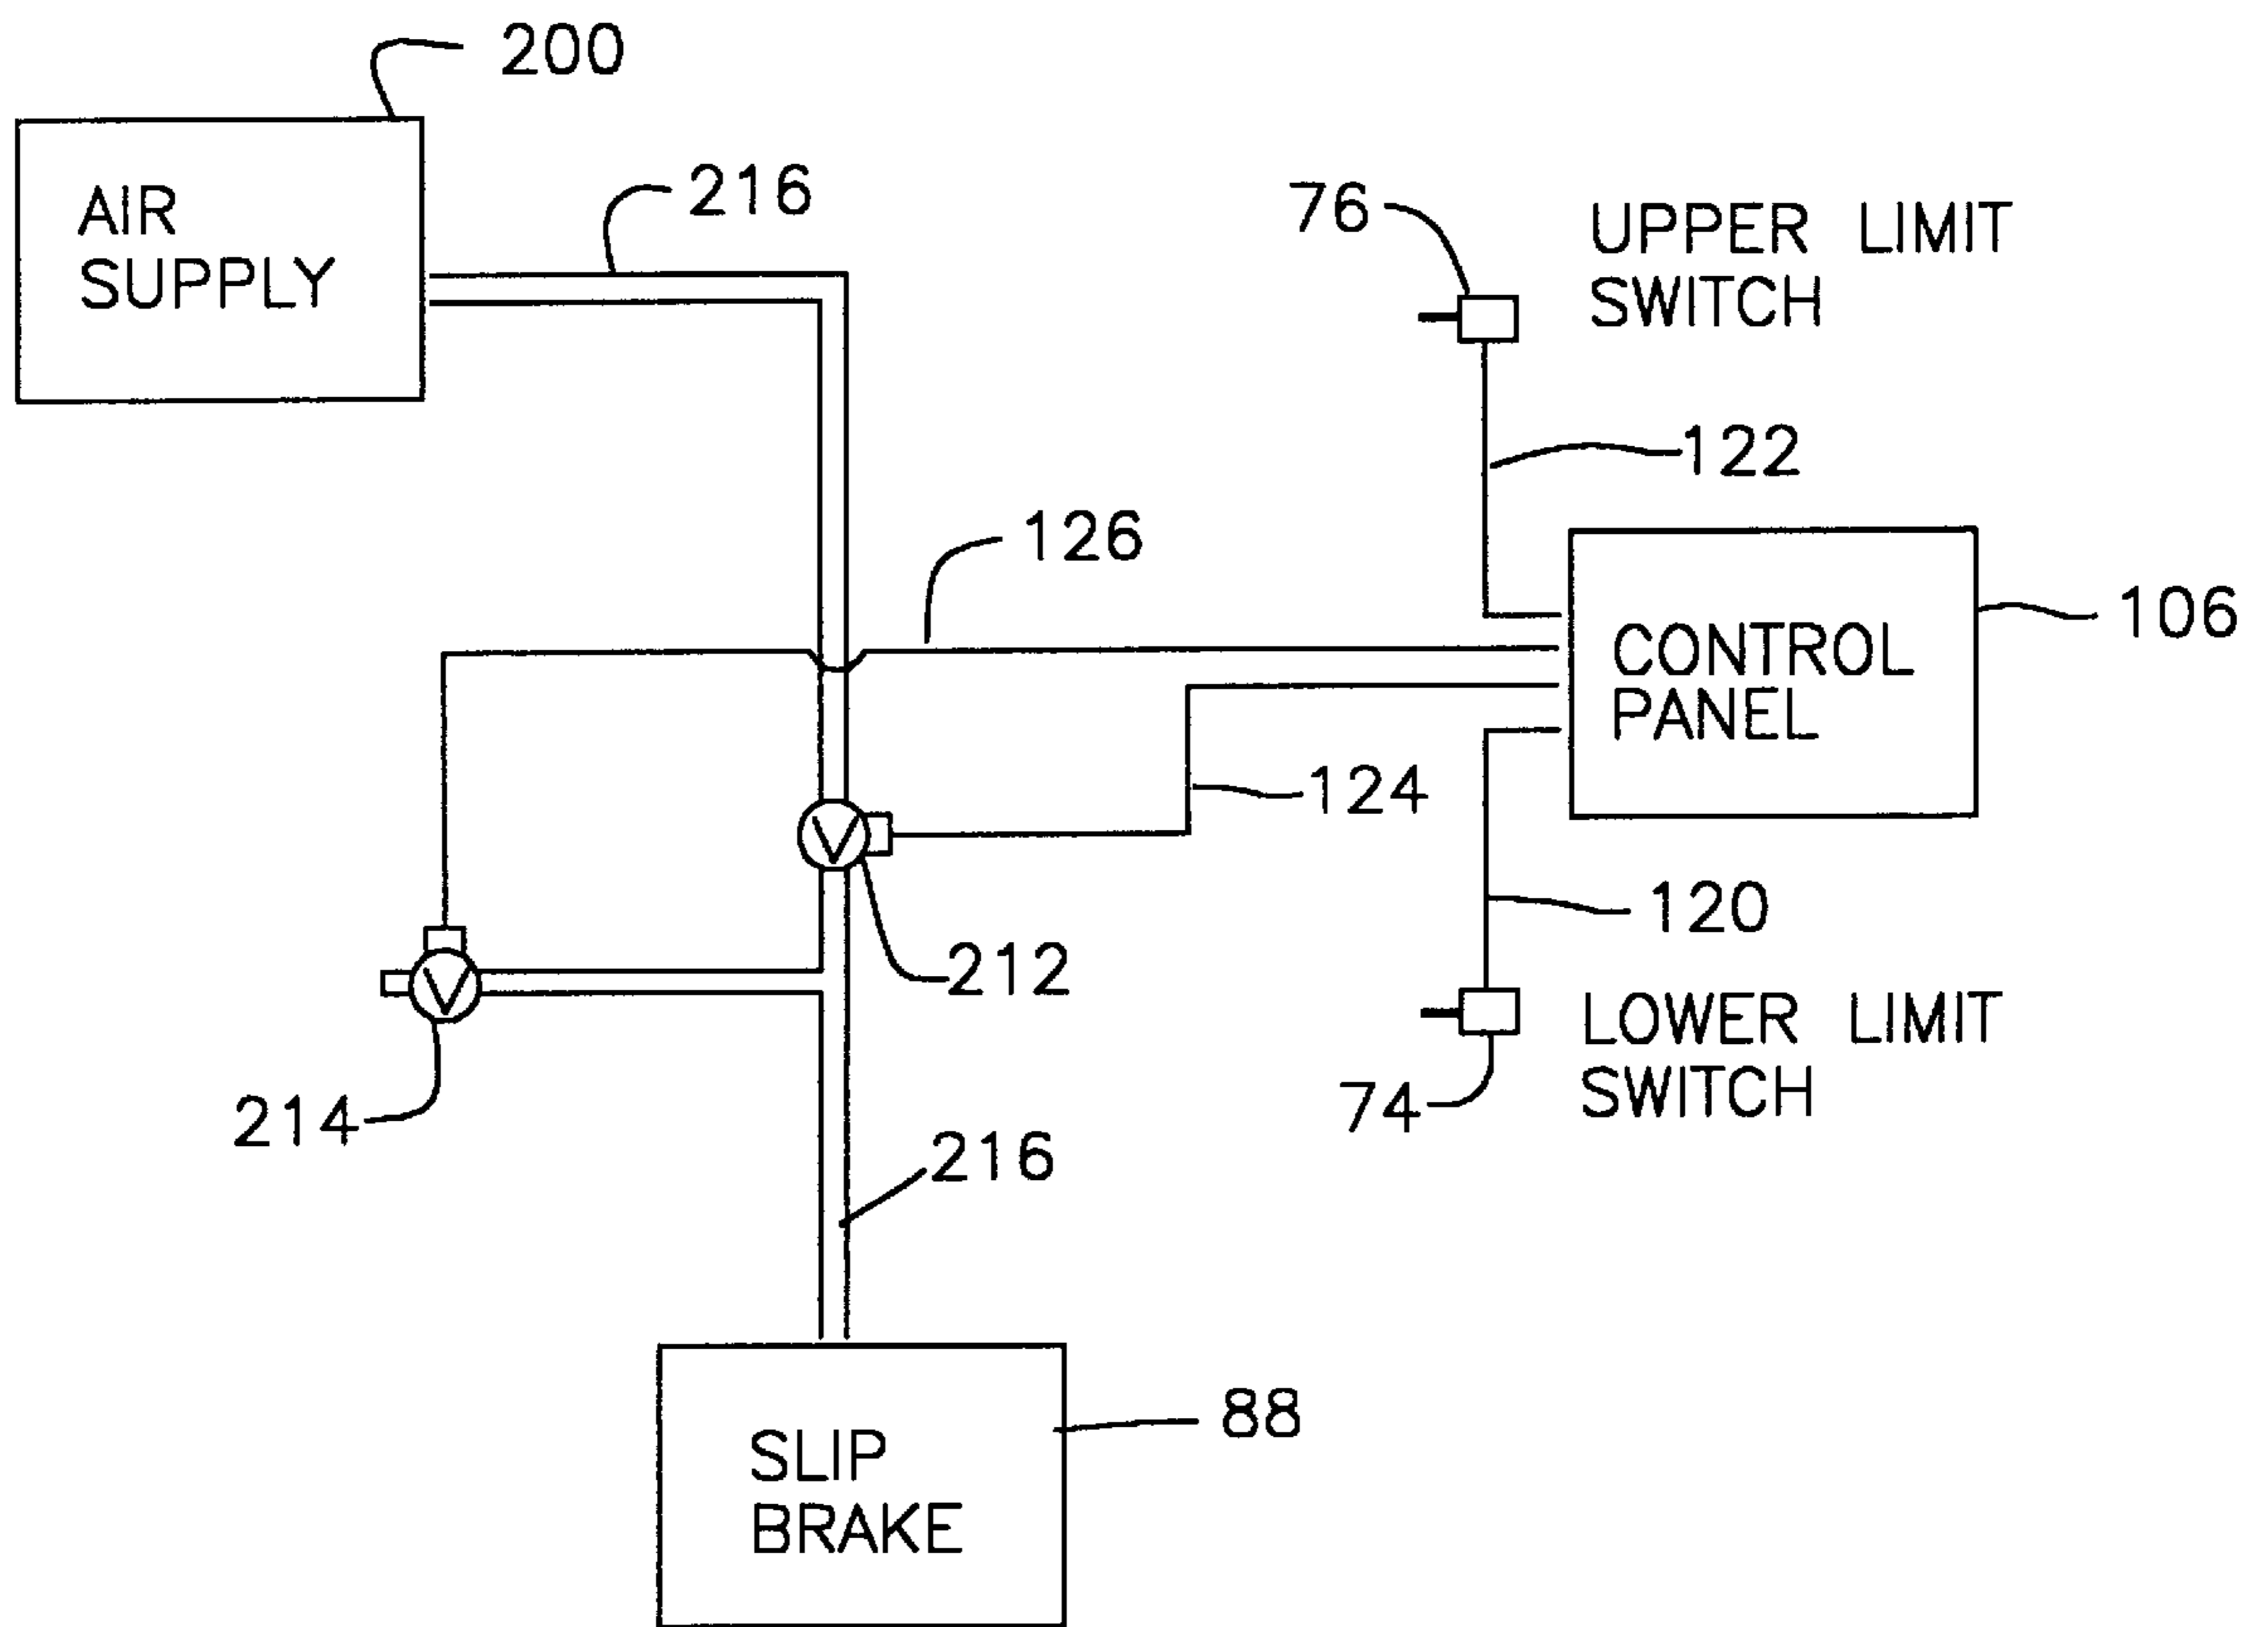 200
AIR
SUPPLY
216
76
UPPER LIMIT
SWITCH
122
126
106
CONTROL
PANEL
124
V
120
212
V
LOWER LIMIT
SWITCH
74
214
216
88
SLIP
BRAKE